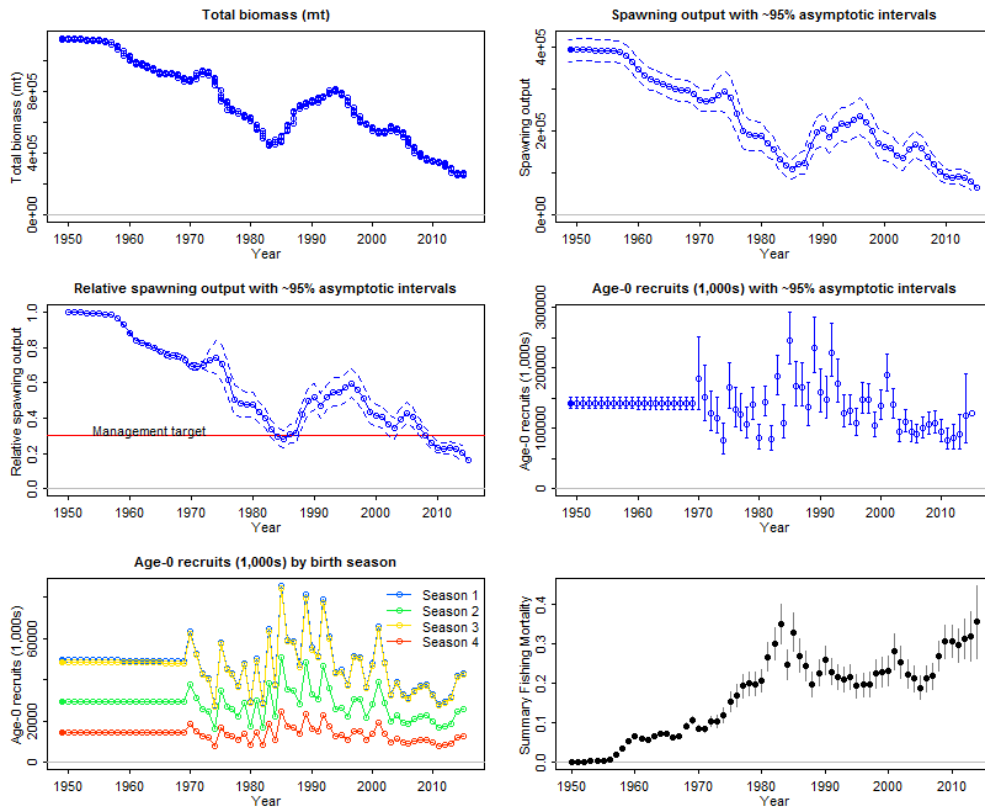 Total biomass (mt)
Total biomass (mt)
0e+00 4e+05 8e+05
1950 1960 1970 1980 1990 2000 2010
Year
Spawning output with ~95% asymptotic intervals
Spawning output
0e+00 2e+05 4e+05
1950 1960 1970 1980 1990 2000 2010
Year
Relative spawning output with ~95% asymptotic intervals
Relative spawning output
0.0 0.2 0.4 0.6 0.8 1.0
Management target
1950 1960 1970 1980 1990 2000 2010
Year
Age-0 recruits (1,000s) with ~95% asymptotic intervals
Age-0 recruits (1,000s)
0 100000 200000 300000
1950 1960 1970 1980 1990 2000 2010
Year
Age-0 recruits (1,000s) by birth season
Age-0 recruits (1,000s)
0 20000 60000
Season 1
Season 2
Season 3
Season 4
1950 1960 1970 1980 1990 2000 2010
Year
Summary Fishing Mortality
0.0 0.1 0.2 0.3 0.4
1950 1960 1970 1980 1990 2000 2010
Year